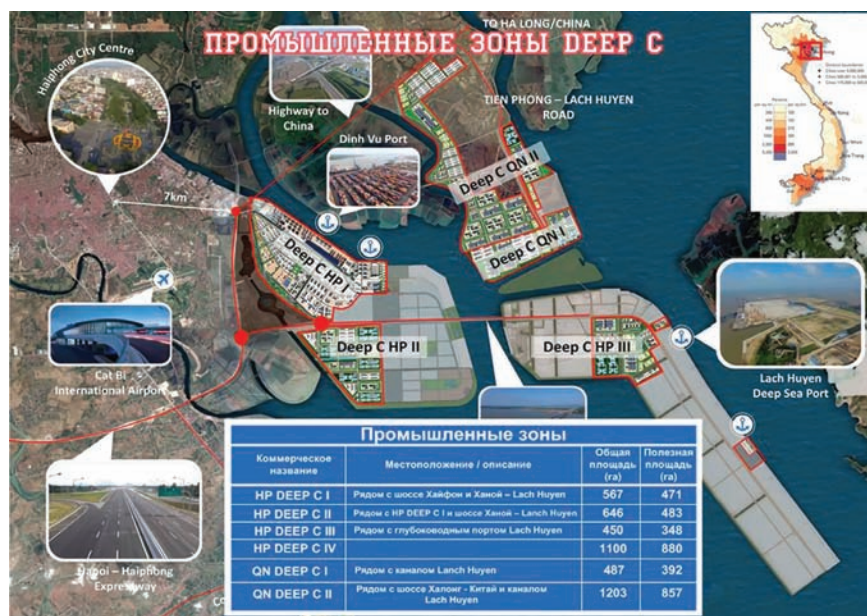 TO HA LONG/CHINA
ПРОМЫШЛЕННЫЕ ЗОНЫ DEEP C
Haiphong City Centre
Highway to
China
TIEN PHONG – LACH HUYEN
ROAD
Dinh Vu Port
7km
Deep C QN II
Deep C QN I
Deep C HP I
Deep C HP II
Deep C HP III
Cat Bi
International Airport
Lach Huyen
Deep Sea Port
Hanoi – Haiphong
Expressway
Промышленные зоны
Коммерческое название
Местоположение / описание
Общая площадь (га)
Полезная площадь (га)
HP DEEP C I Рядом с шоссе Хайфон и Ханой – Lach Huyen 567 471
HP DEEP C II Рядом с HP DEEP C I и шоссе Ханой – Lanch Huyen 646 483
HP DEEP C III Рядом с глубоководным портом Lach Huyen 450 348
HP DEEP C IV 1100 880
QN DEEP C I Рядом с каналом Lanch Huyen 487 392
QN DEEP C II Рядом с шоссе Халонг - Китай и каналом Lach Huyen 1203 857